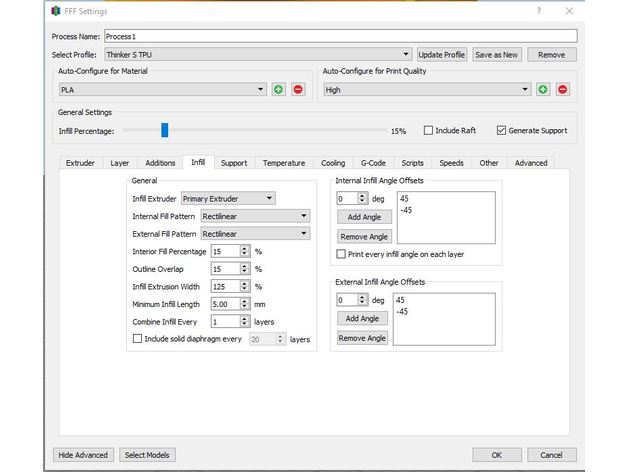 FFF Settings ? ×
Process Name: Process1
Select Profile: Thinker S TPU Update Profile Save as New Remove
Auto-Configure for Material Auto-Configure for Print Quality
PLA High
General Settings
Infill Percentage: 15% Include Raft Generate Support
Extruder Layer Additions Infill Support Temperature Cooling G-Code Scripts Speeds Other Advanced
General
Infill Extruder Primary Extruder
Internal Fill Pattern Rectilinear
External Fill Pattern Rectilinear
Interior Fill Percentage 15 %
Outline Overlap 15 %
Infill Extrusion Width 125 %
Minimum Infill Length 5.00 mm
Combine Infill Every 1 layers
Include solid diaphragm every 20 layers
Internal Infill Angle Offsets
0 deg 45
-45
Add Angle
Remove Angle
Print every infill angle on each layer
External Infill Angle Offsets
0 deg 45
-45
Add Angle
Remove Angle
Hide Advanced Select Models OK Cancel